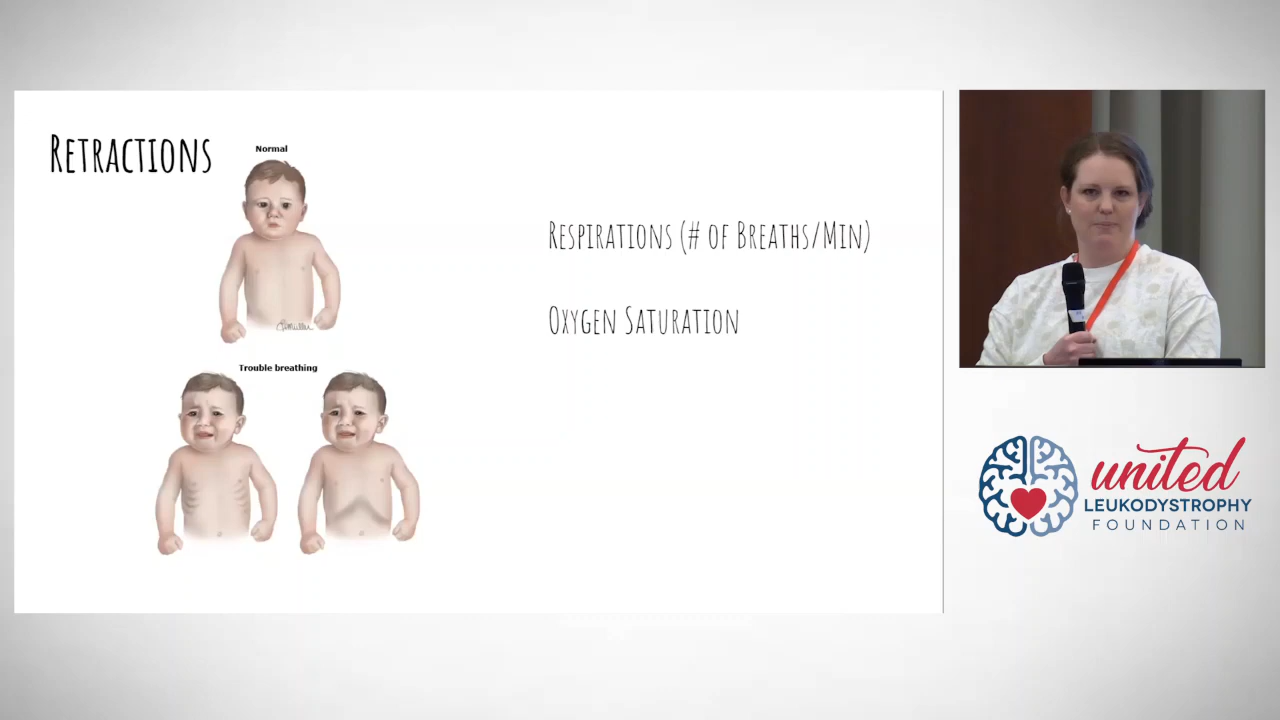 RETRACTIONS
Normal
Trouble breathing
RESPIRATIONS (# OF BREATHS/MIN)
OXYGEN SATURATION
united
LEUKODYSTROPHY
FOUNDATION